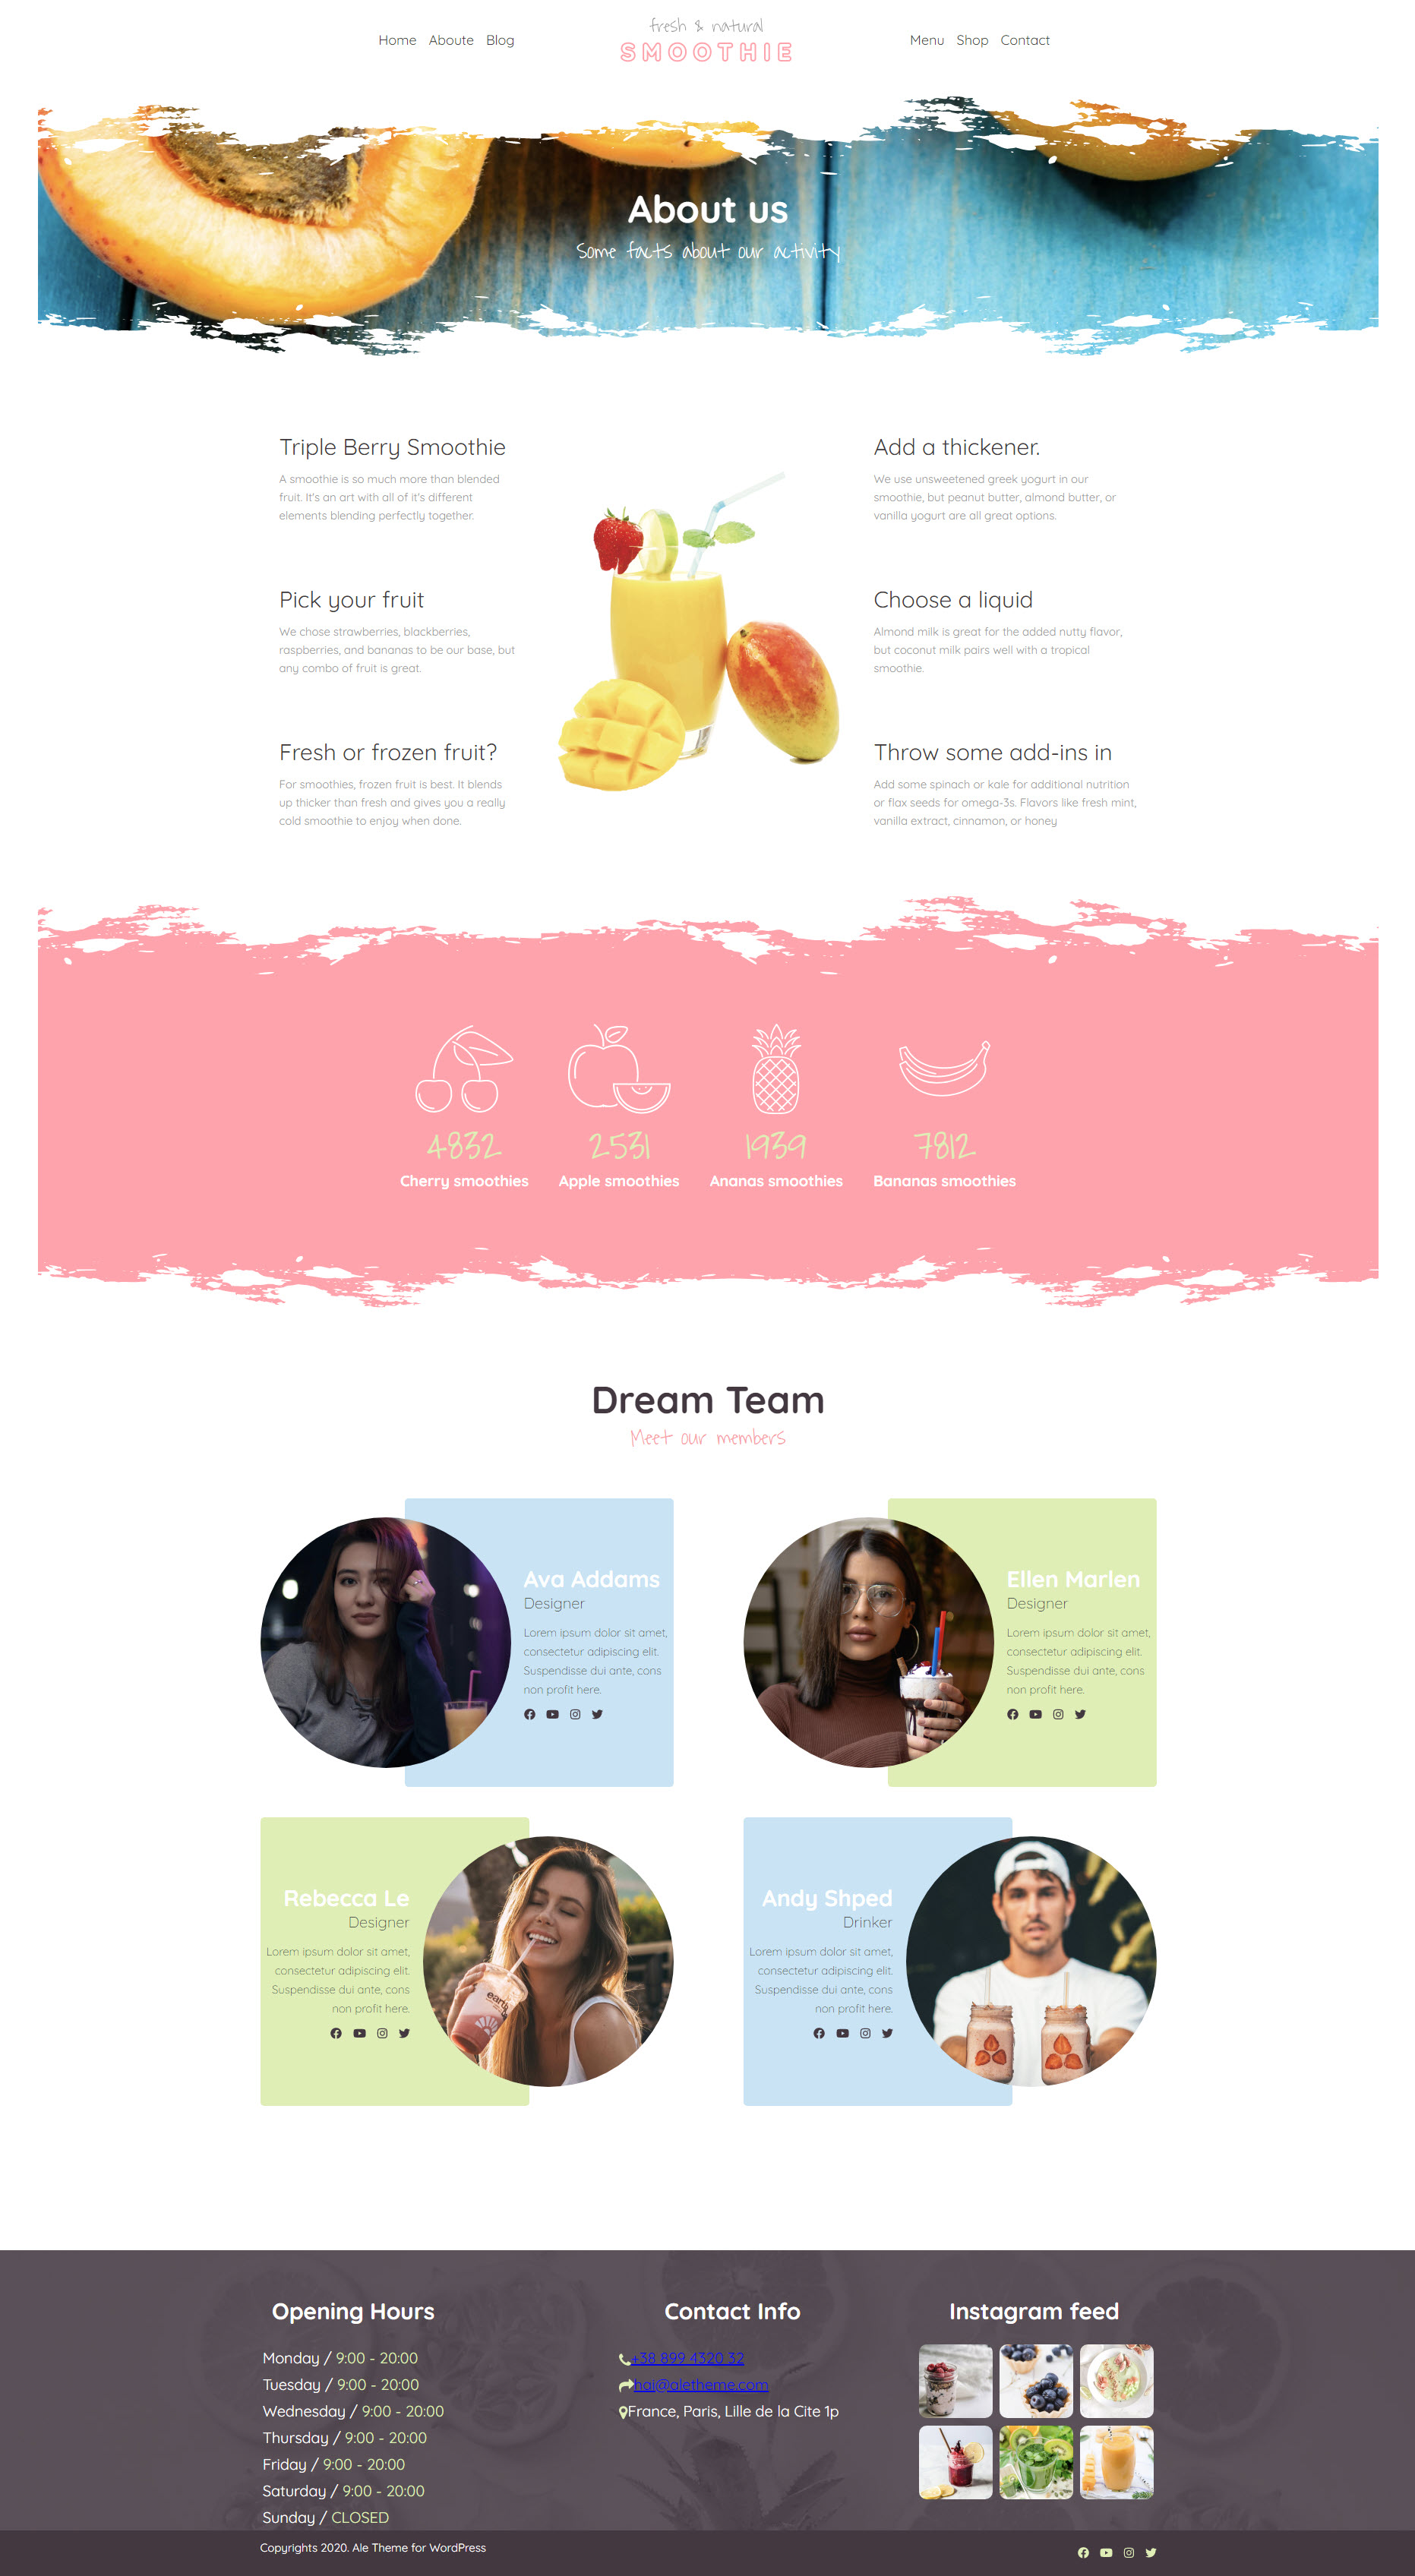 Home Aboute Blog
fresh & natural
SMOOTHIE
Menu Shop Contact
About us
Some facts about our activity
Triple Berry Smoothie
A smoothie is so much more than blended
fruit. It's an art with all of it's different
elements blending perfectly together.
Pick your fruit
We chose strawberries, blackberries,
raspberries, and bananas to be our base, but
any combo of fruit is great.
Fresh or frozen fruit?
For smoothies, frozen fruit is best. It blends
up thicker than fresh and gives you a really
cold smoothie to enjoy when done.
Add a thickener.
We use unsweetened greek yogurt in our
smoothie, but peanut butter, almond butter, or
vanilla yogurt are all great options.
Choose a liquid
Almond milk is great for the added nutty flavor,
but coconut milk pairs well with a tropical
smoothie.
Throw some add-ins in
Add some spinach or kale for additional nutrition
or flax seeds for omega-3s. Flavors like fresh mint,
vanilla extract, cinnamon, or honey
4832
Cherry smoothies
2531
Apple smoothies
1939
Ananas smoothies
7812
Bananas smoothies
Dream Team
Meet our members
Ava Addams
Designer
Lorem ipsum dolor sit amet,
consectetur adipiscing elit.
Suspendisse dui ante, cons
non profit here.
Ellen Marlen
Designer
Lorem ipsum dolor sit amet,
consectetur adipiscing elit.
Suspendisse dui ante, cons
non profit here.
Rebecca Le
Designer
Lorem ipsum dolor sit amet,
consectetur adipiscing elit.
Suspendisse dui ante, cons
non profit here.
Andy Shped
Drinker
Lorem ipsum dolor sit amet,
consectetur adipiscing elit.
Suspendisse dui ante, cons
non profit here.
Opening Hours
Monday / 9:00 - 20:00
Tuesday / 9:00 - 20:00
Wednesday / 9:00 - 20:00
Thursday / 9:00 - 20:00
Friday / 9:00 - 20:00
Saturday / 9:00 - 20:00
Sunday / CLOSED
Contact Info
+38 899 4320 32
hai@aletheme.com
France, Paris, Lille de la Cite 1p
Instagram feed
Copyrights 2020. Ale Theme for WordPress